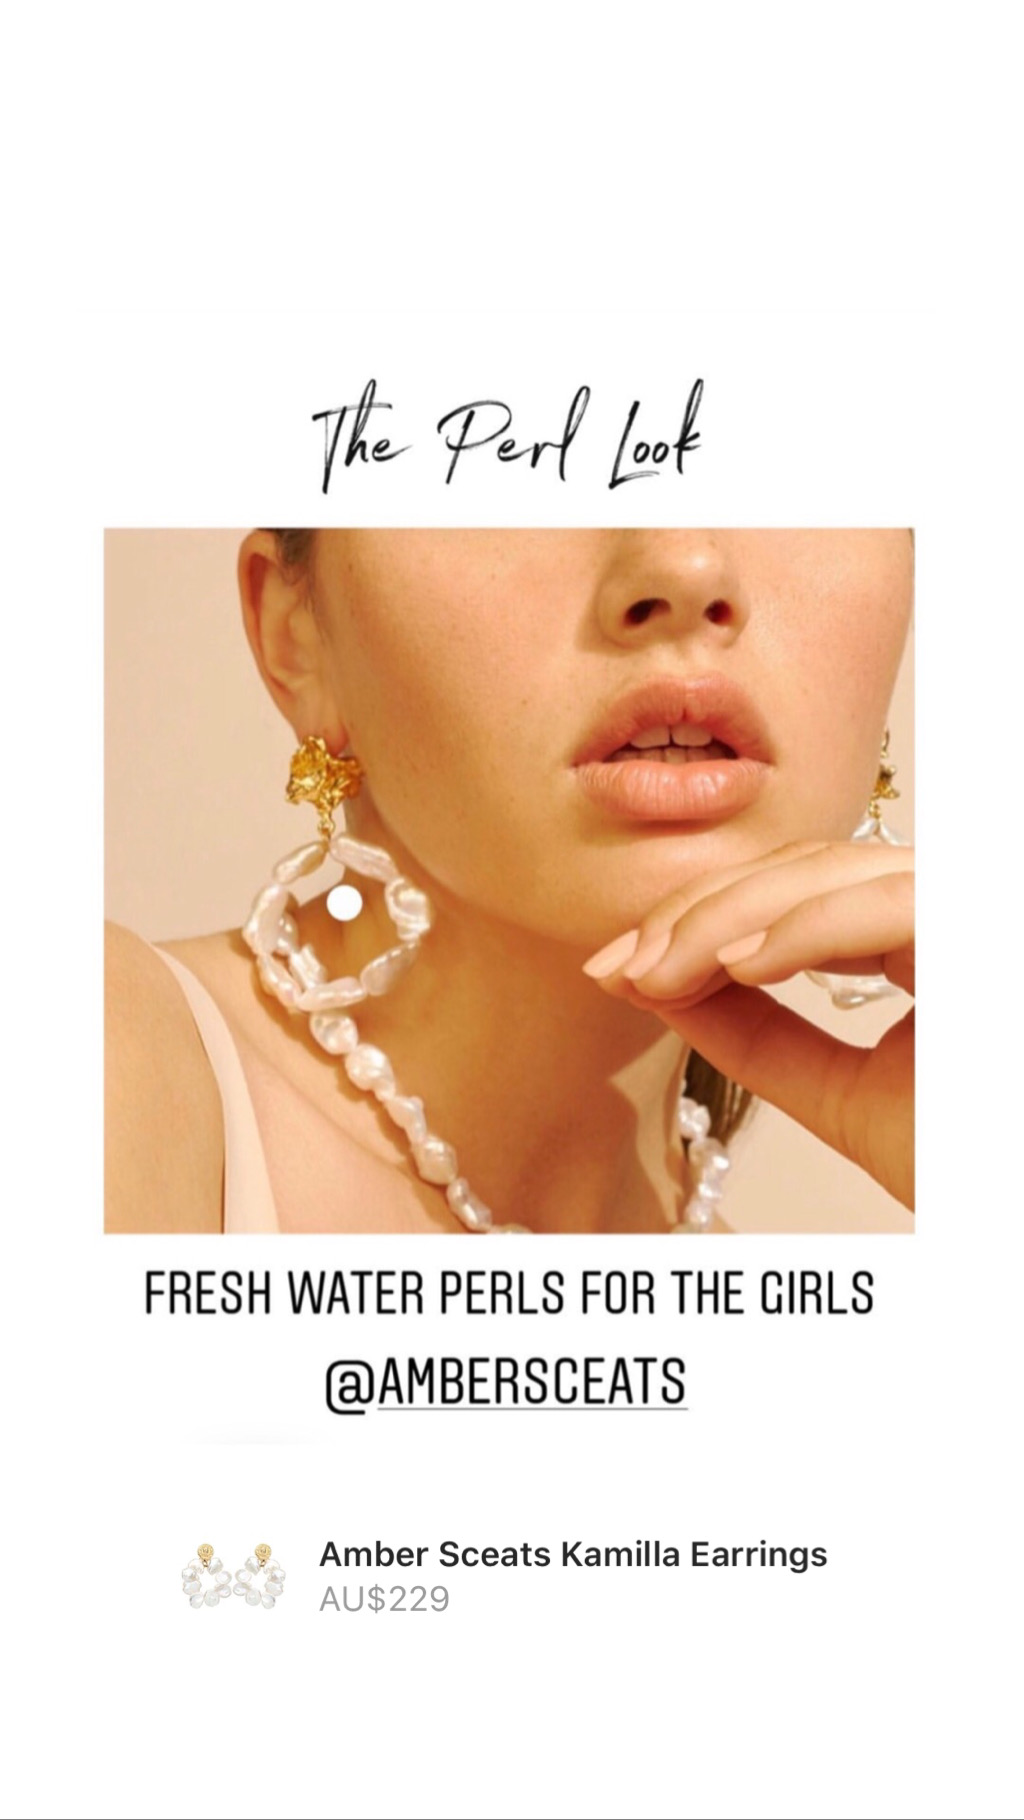 The Perl Look
FRESH WATER PERLS FOR THE GIRLS
@AMBERSCEATS
Amber Sceats Kamilla Earrings
AU$229